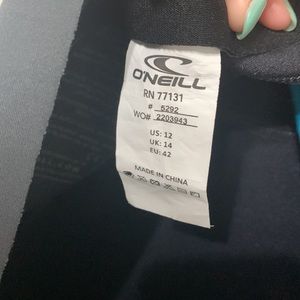 O'NEILL
RN 77131
# 5292
WO# 2203943
US: 12
UK: 14
EU: 42
MADE IN CHINA